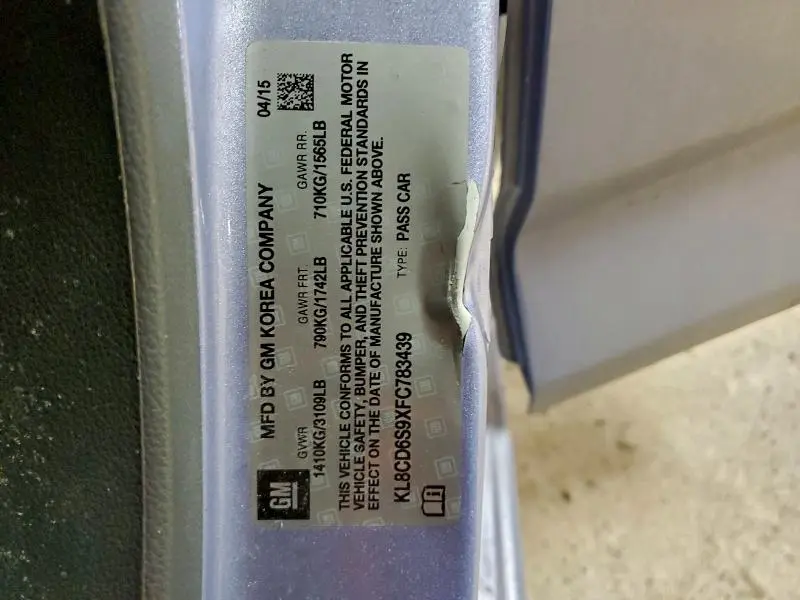 MFD BY GM KOREA COMPANY 04/15
GVWR GAWR FRT. GAWR RR.
1410KG/3109LB 790KG/1742LB 710KG/1565LB
THIS VEHICLE CONFORMS TO ALL APPLICABLE U.S. FEDERAL MOTOR
VEHICLE SAFETY, BUMPER, AND THEFT PREVENTION STANDARDS IN
EFFECT ON THE DATE OF MANUFACTURE SHOWN ABOVE.
KL8CD6S9XFC783439 TYPE: PASS CAR
GM